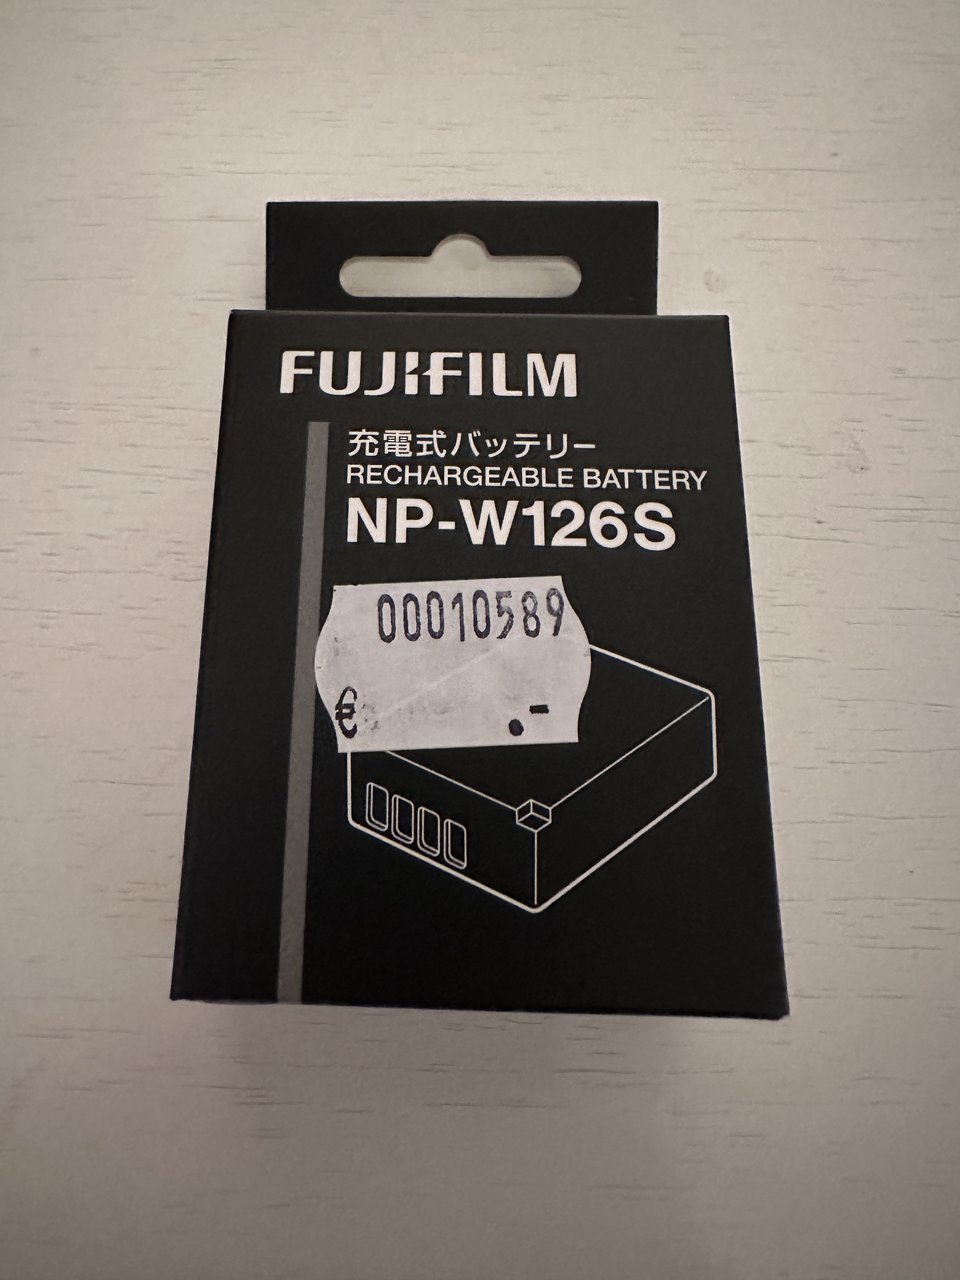 FUJIFILM
充電式バッテリー
RECHARGEABLE BATTERY
NP-W126S
00010589
€ .-